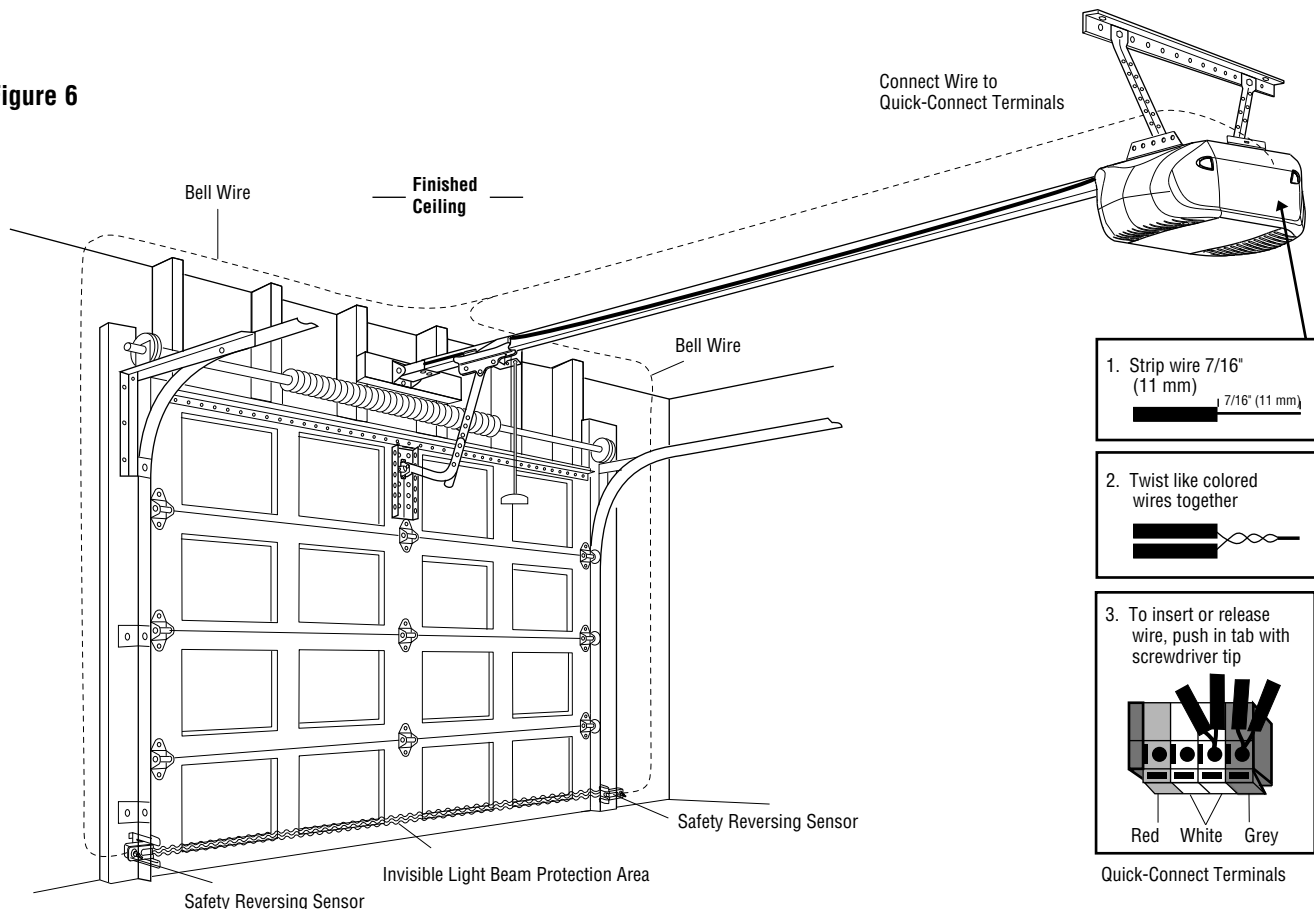 igure 6
Connect Wire to
Quick-Connect Terminals
Bell Wire
Finished
Ceiling
Bell Wire
1. Strip wire 7/16"
(11 mm)
7/16" (11 mm)
2. Twist like colored
wires together
3. To insert or release
wire, push in tab with
screwdriver tip
Red White Grey
Quick-Connect Terminals
Safety Reversing Sensor
Invisible Light Beam Protection Area
Safety Reversing Sensor